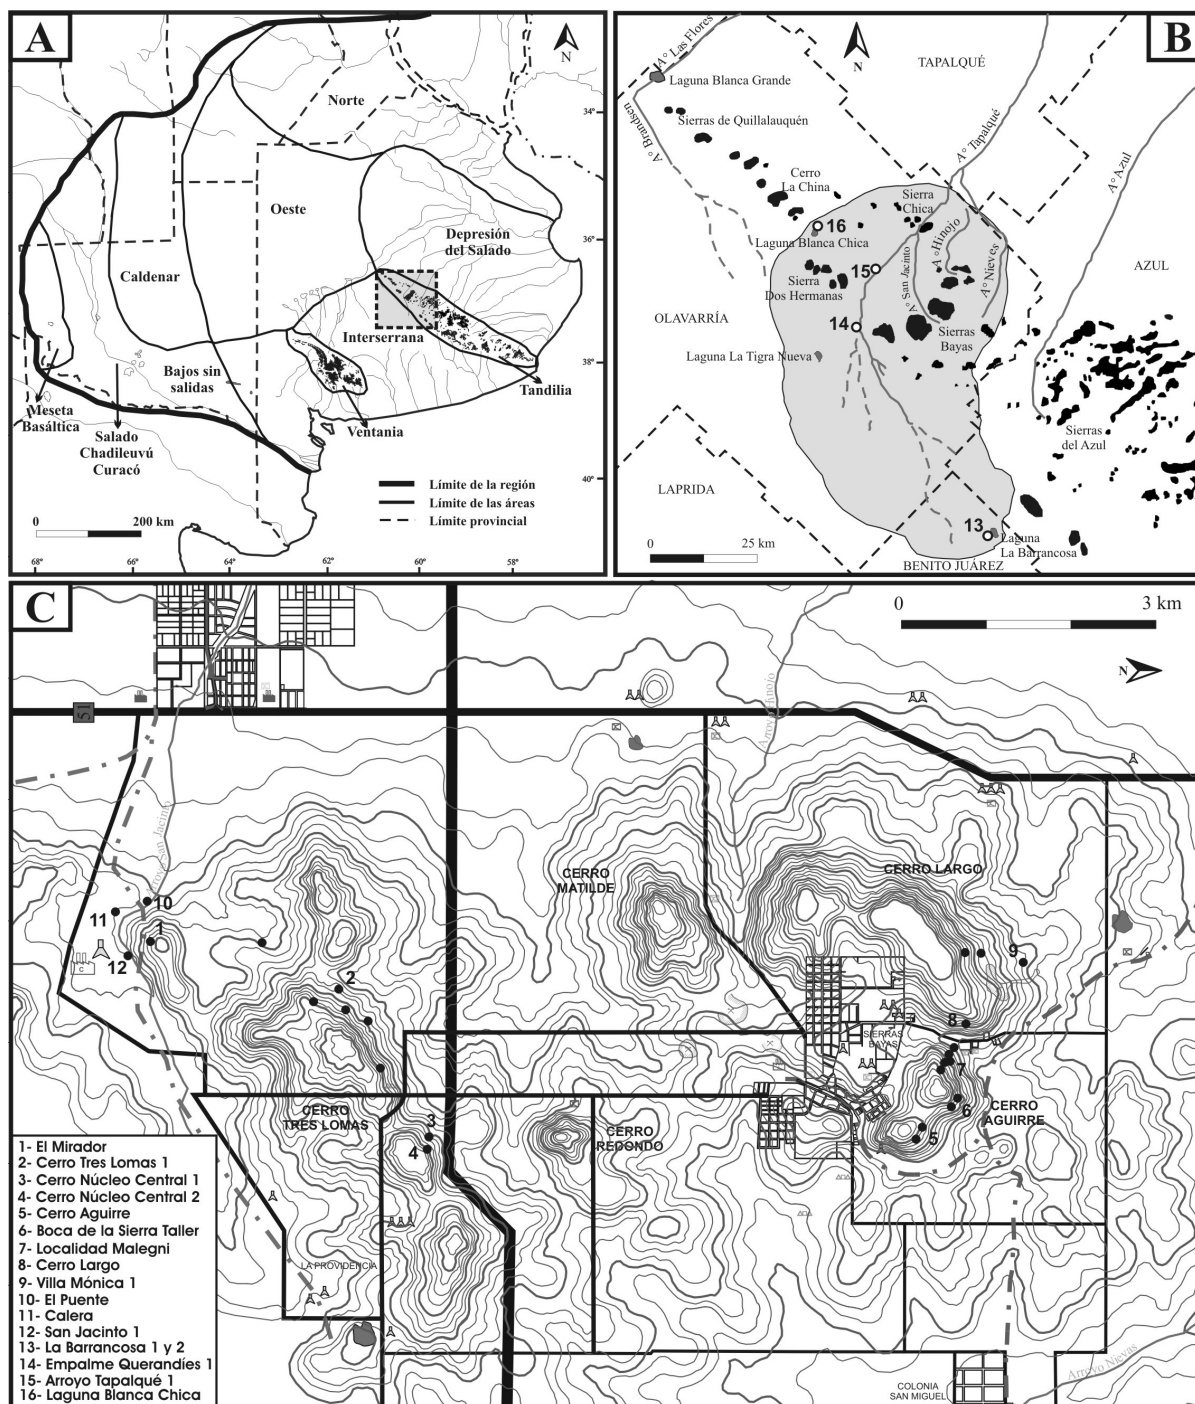 A
N
Norte
34°
Oeste
Depresión
del Salado
36°
Caldenar
Interserrana
Bajos sin
salidas
38°
Tandilia
Meseta
Basáltica
Ventania
Salado
Chadileuvú
Curacó
40°
Límite de la región
Límite de las áreas
Límite provincial
0 200 km
68° 66° 64° 62° 60° 58°
B
N
A° Las Flores
TAPALQUÉ
Laguna Blanca Grande
Sierras de Quillalauquén
A° Brandsen
A° Tapalqué
A° Azul
Cerro
La China
Sierra
Chica
16
Laguna Blanca Chica
A° Hinojo
A° Nieves
15
A° San Jacinto
AZUL
Sierra
Dos Hermanas
OLAVARRÍA
14
Sierras
Bayas
Laguna La Tigra Nueva
Sierras
del Azul
LAPRIDA
13
Laguna
La Barrancosa
0 25 km
BENITO JUÁREZ
C
0 3 km
N
51
Arroyo Hinojo
Arroyo San Jacinto
CERRO
MATILDE
CERRO LARGO
10
11
1
12
C
2
9
8
SIERRAS
BAYAS
7
6
CERRO
AGUIRRE
5
CERRO
TRES LOMAS
3
4
CERRO
REDONDO
LA PROVIDENCIA
COLONIA
SAN MIGUEL
Arroyo Nievas
1- El Mirador
2- Cerro Tres Lomas 1
3- Cerro Núcleo Central 1
4- Cerro Núcleo Central 2
5- Cerro Aguirre
6- Boca de la Sierra Taller
7- Localidad Malegni
8- Cerro Largo
9- Villa Mónica 1
10- El Puente
11- Calera
12- San Jacinto 1
13- La Barrancosa 1 y 2
14- Empalme Querandíes 1
15- Arroyo Tapalqué 1
16- Laguna Blanca Chica